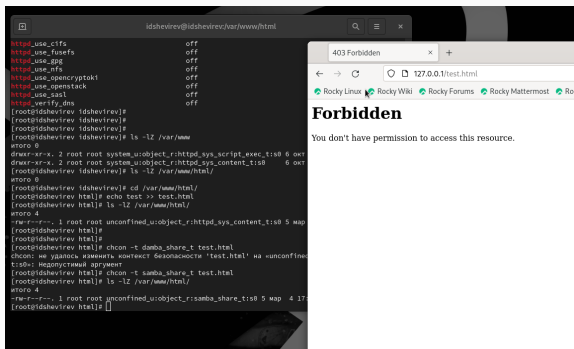 idshevirev@idshevirev:/var/www/html
httpd_use_cifs off
httpd_use_fusefs off
httpd_use_gpg off
httpd_use_nfs off
httpd_use_opencryptoki off
httpd_use_openstack off
httpd_use_sasl off
httpd_verify_dns off
[root@idshevirev idshevirev]#
[root@idshevirev idshevirev]#
[root@idshevirev idshevirev]#
[root@idshevirev idshevirev]# ls -lZ /var/www
итого 0
drwxr-xr-x. 2 root root system_u:object_r:httpd_sys_script_exec_t:s0 6 окт
drwxr-xr-x. 2 root root system_u:object_r:httpd_sys_content_t:s0 6 окт
[root@idshevirev idshevirev]# ls -lZ /var/www/html/
итого 0
[root@idshevirev idshevirev]# cd /var/www/html/
[root@idshevirev html]# echo test >> test.html
[root@idshevirev html]# ls -lZ /var/www/html/
итого 4
-rw-r--r--. 1 root root unconfined_u:object_r:httpd_sys_content_t:s0 5 мар
[root@idshevirev html]#
[root@idshevirev html]#
[root@idshevirev html]# chcon -t damba_share_t test.html
chcon: не удалось изменить контекст безопасности 'test.html' на «unconfined
t:s0»: Недопустимый аргумент
[root@idshevirev html]# chcon -t samba_share_t test.html
[root@idshevirev html]# ls -lZ /var/www/html/
итого 4
-rw-r--r--. 1 root root unconfined_u:object_r:samba_share_t:s0 5 мар 4 17:
[root@idshevirev html]#
403 Forbidden
127.0.0.1/test.html
Rocky Linux Rocky Wiki Rocky Forums Rocky Mattermost Ro
Forbidden
You don't have permission to access this resource.